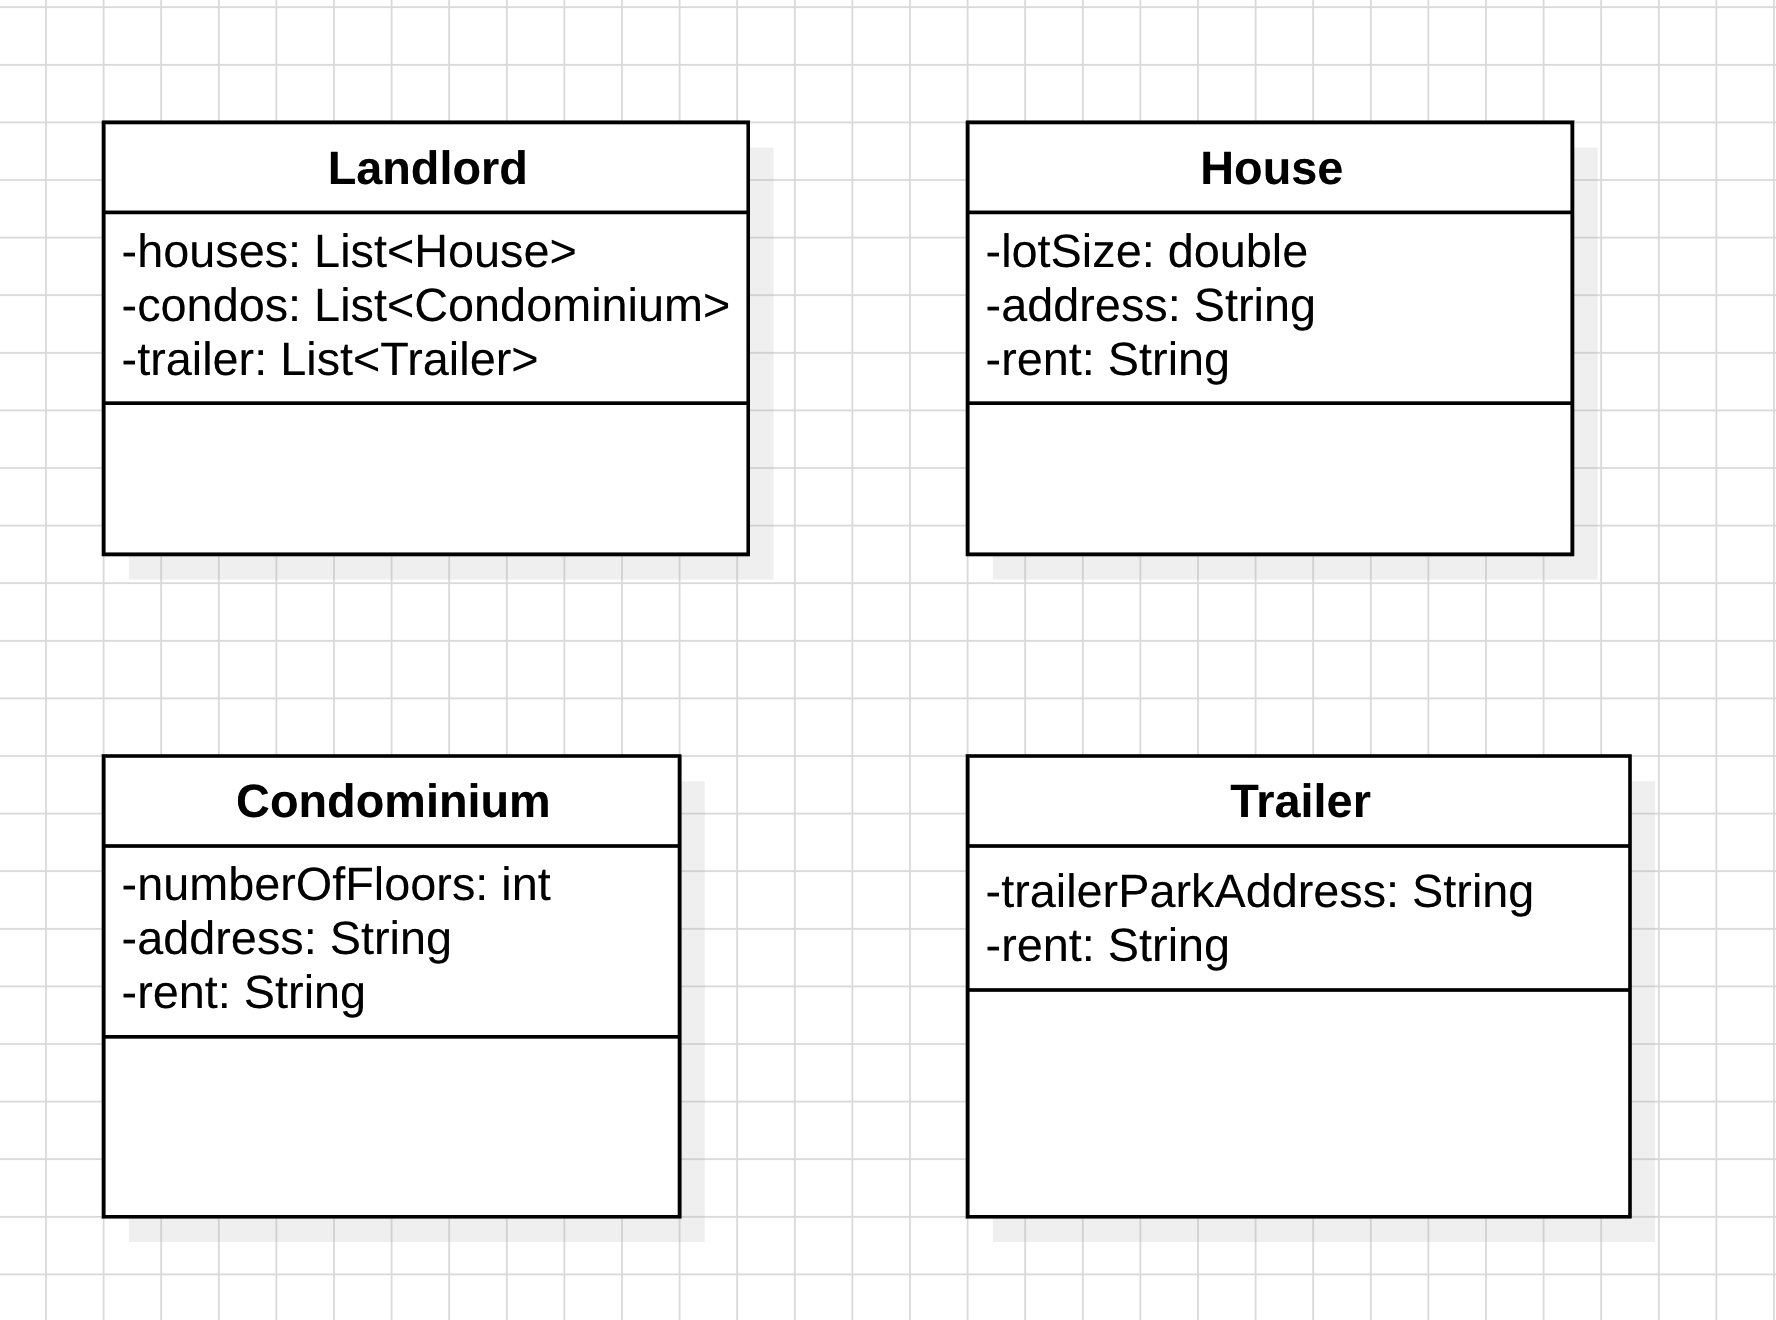 Landlord
-houses: List<House>
-condos: List<Condominium>
-trailer: List<Trailer>
House
-lotSize: double
-address: String
-rent: String
Condominium
-numberOfFloors: int
-address: String
-rent: String
Trailer
-trailerParkAddress: String
-rent: String